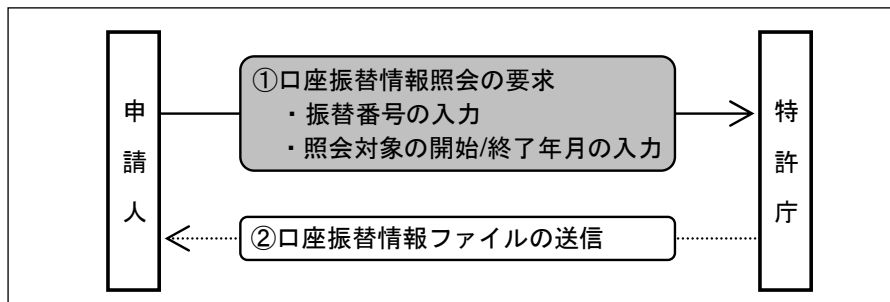 申請人
①口座振替情報照会の要求
・振替番号の入力
・照会対象の開始/終了年月の入力
②口座振替情報ファイルの送信
特許庁